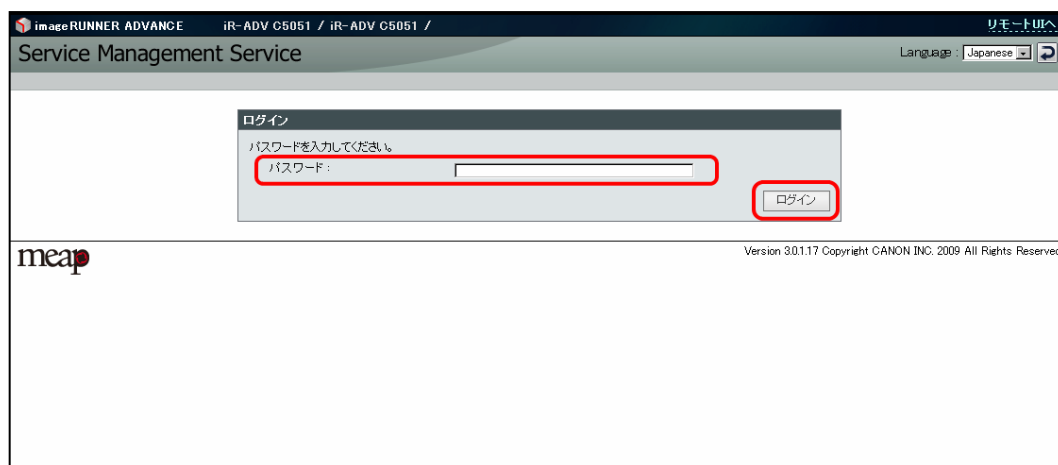 imageRUNNER ADVANCE iR-ADV C5051 / iR-ADV C5051 / リモートUIへ
Service Management Service Language : Japanese
ログイン
パスワードを入力してください。
パスワード :
ログイン
meap
Version 3.0.1.17 Copyright CANON INC. 2009 All Rights Reserved